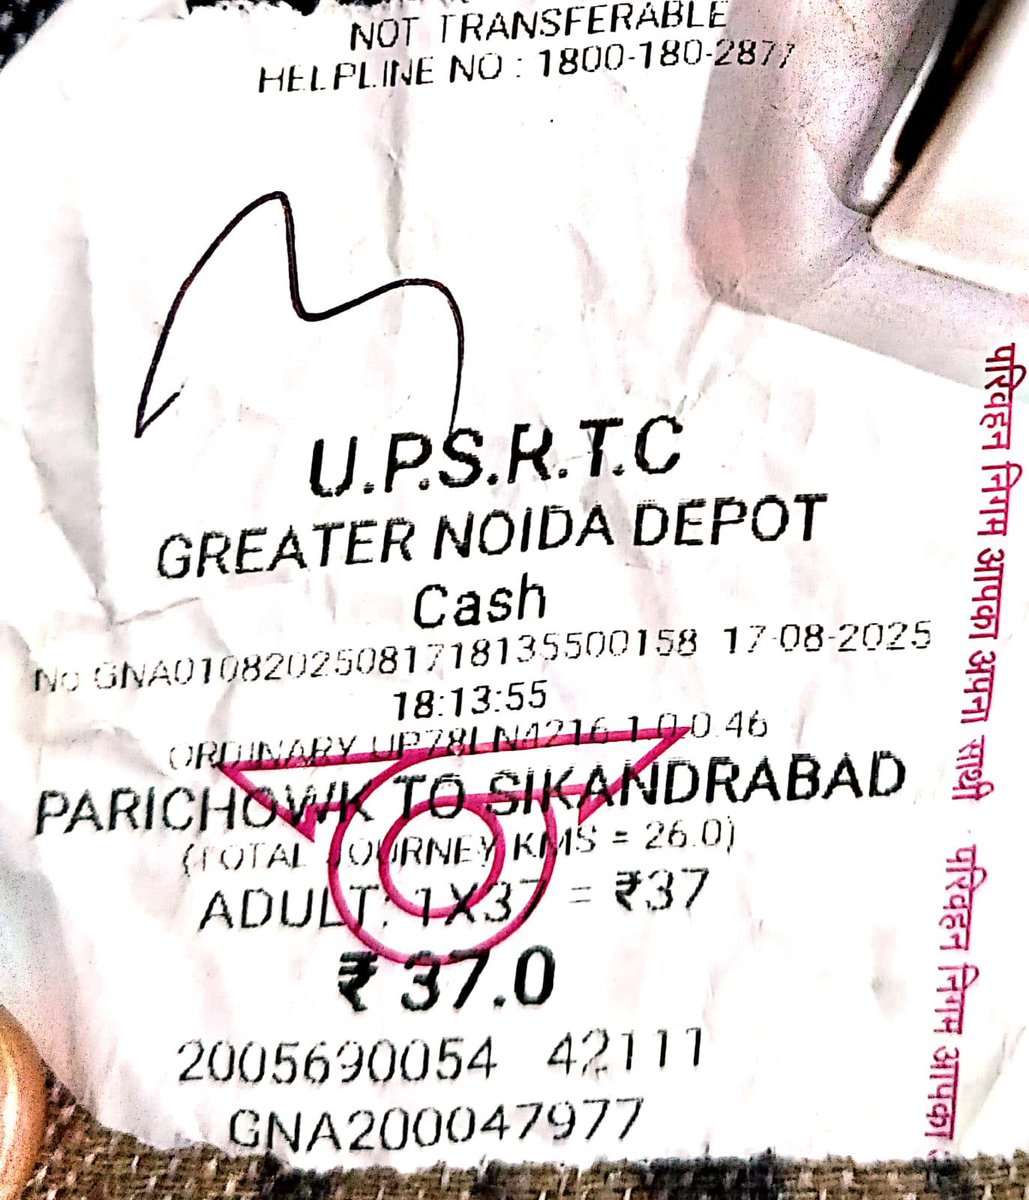 NOT TRANSFERABLE
HELPLINE NO : 1800-180-2877
U.P.S.R.T.C
GREATER NOIDA DEPOT
Cash
No GNA01082025081718135500158 17-08-2025
18:13:55
ORDINARY UP78LN4216 1 0 0.46
PARICHOWK TO SIKANDRABAD
(TOTAL JOURNEY KMS = 26.0)
ADULT: 1X37 = ₹37
₹ 37.0
2005690054 42111
GNA200047977
परिवहन निगम आपका अपना साथी
परिवहन निगम आपका